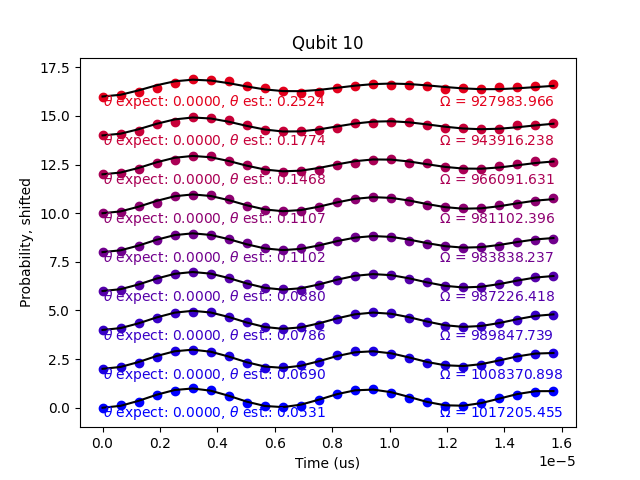 Qubit 10
Probability, shifted
17.5
15.0
12.5
10.0
7.5
5.0
2.5
0.0
θ expect: 0.0000, θ est.: 0.2524 Ω = 927983.966
θ expect: 0.0000, θ est.: 0.1774 Ω = 943916.238
θ expect: 0.0000, θ est.: 0.1468 Ω = 966091.631
θ expect: 0.0000, θ est.: 0.1107 Ω = 981102.396
θ expect: 0.0000, θ est.: 0.1102 Ω = 983838.237
θ expect: 0.0000, θ est.: 0.0880 Ω = 987226.418
θ expect: 0.0000, θ est.: 0.0786 Ω = 989847.739
θ expect: 0.0000, θ est.: 0.0690 Ω = 1008370.898
θ expect: 0.0000, θ est.: 0.0531 Ω = 1017205.455
0.0 0.2 0.4 0.6 0.8 1.0 1.2 1.4 1.6
Time (us)
1e−5